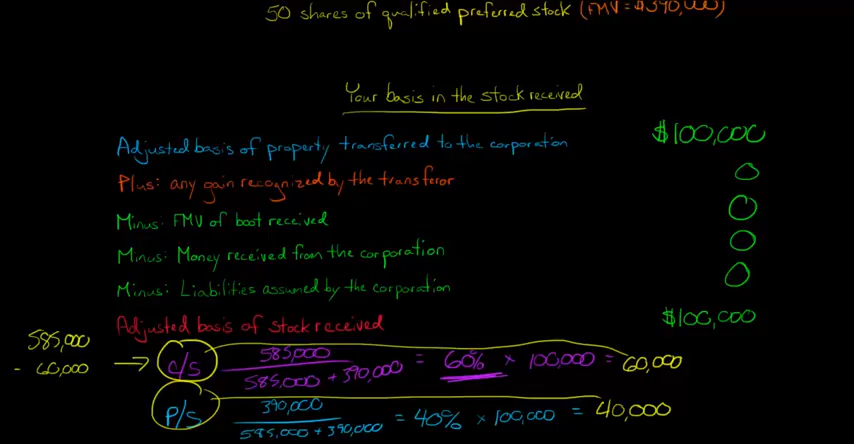 50 shares of qualified preferred stock (FMV = $390,000)
Your basis in the stock received
Adjusted basis of property transferred to the corporation $100,000
Plus: any gain recognized by the transferor 0
Minus: FMV of boot received 0
Minus: Money received from the corporation 0
Minus: Liabilities assumed by the corporation 0
Adjusted basis of stock received $100,000
585,000
- 60,000 → C/S 585,000 / 585,000 + 390,000 = 60% × 100,000 = 60,000
P/S 390,000 / 585,000 + 390,000 = 40% × 100,000 = 40,000